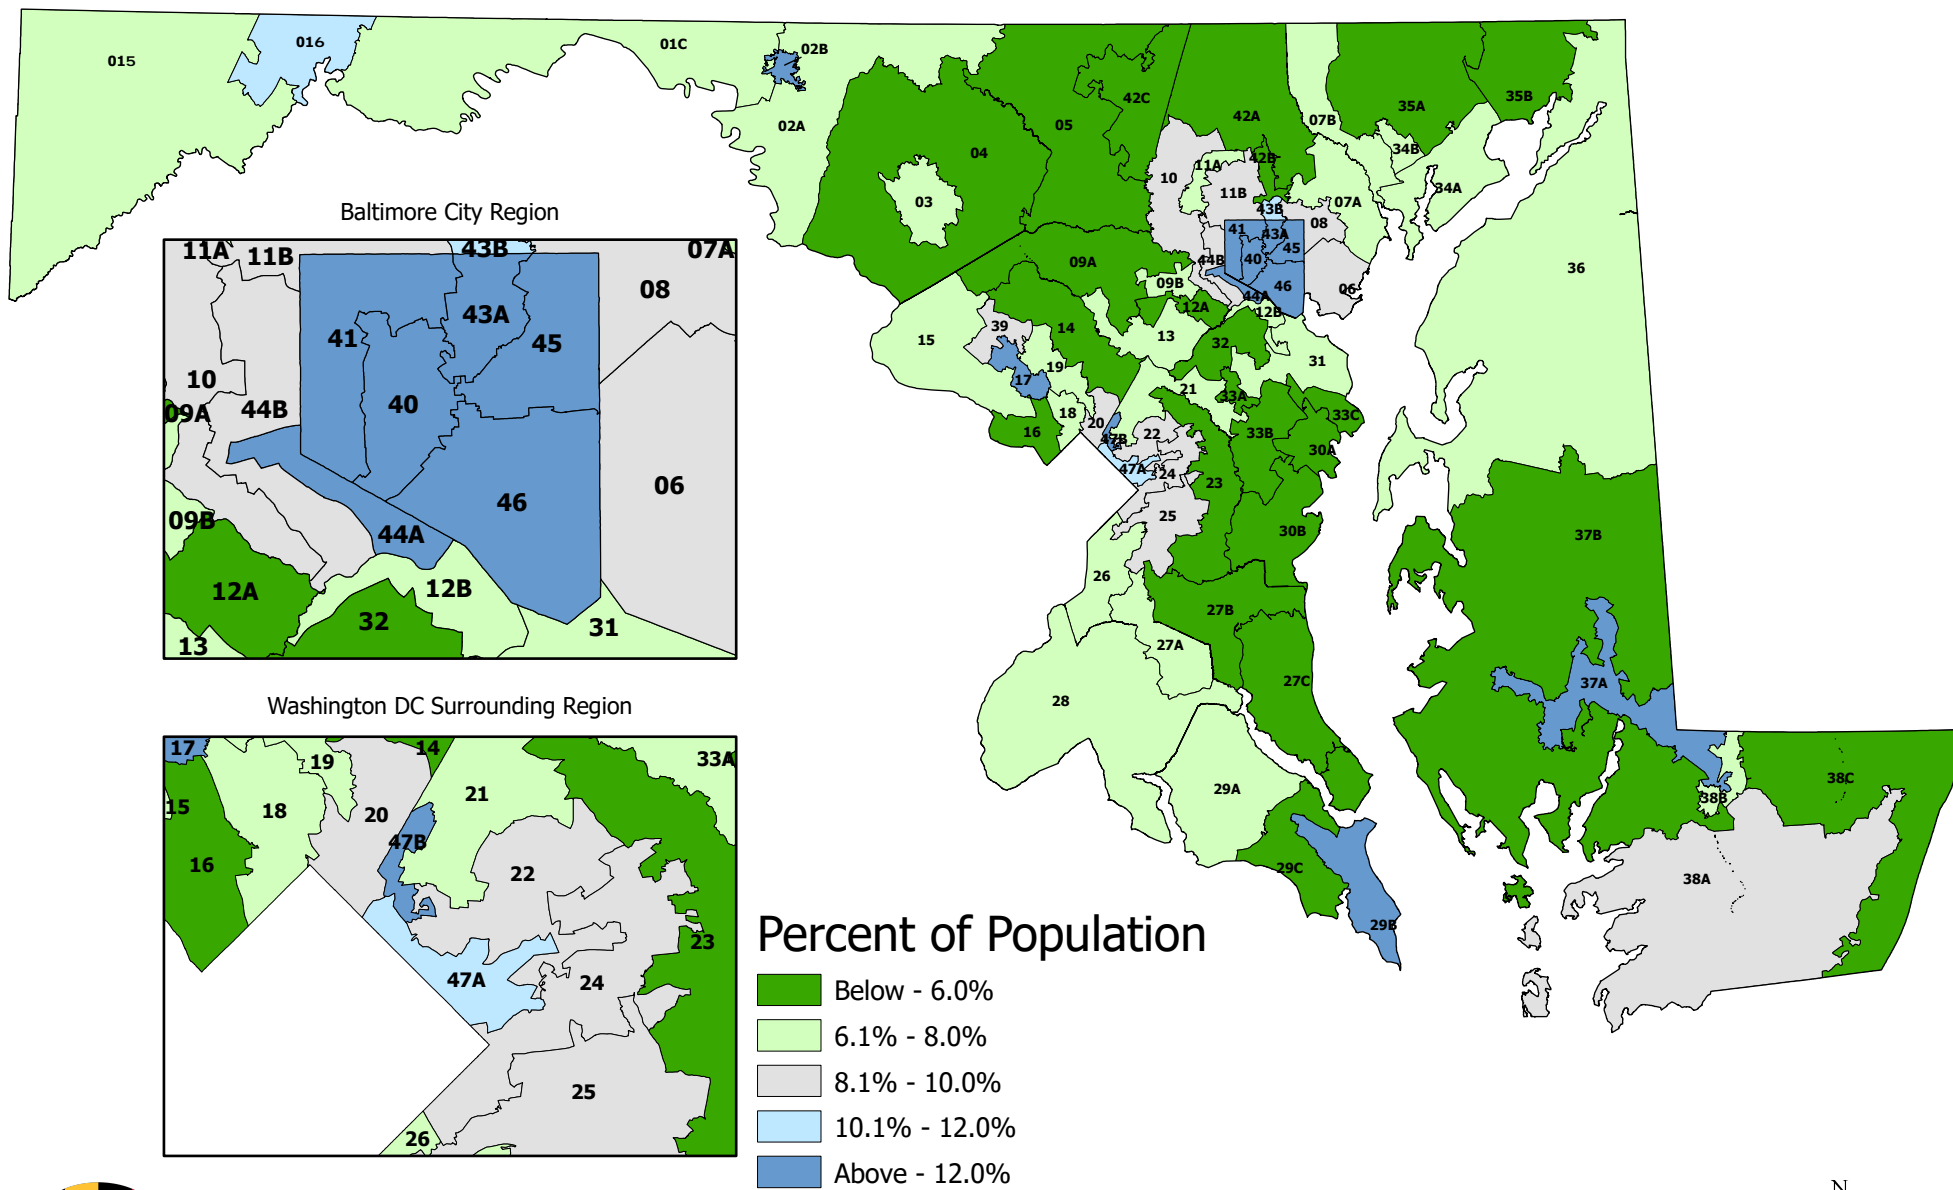 015
016
01C
02B
02A
42C
05
04
03
42A
07B
35A
35B
34B
34A
11A
42B
10
11B
07A
43B
08
41
43A
45
44B
40
46
06
44A
12B
36
09A
09B
12A
13
32
31
15
39
14
19
17
18
16
21
33A
33C
33B
30A
20
22
47B
47A
24
23
25
30B
26
27B
27A
27C
28
29A
29C
29B
37B
37A
38B
38C
38A
Baltimore City Region
11A
11B
43B
07A
08
43A
41
45
10
40
09A
44B
06
46
09B
44A
12A
12B
32
31
13
Washington DC Surrounding Region
17
19
14
33A
15
18
20
21
16
47B
22
23
47A
24
25
26
Percent of Population
Below - 6.0%
6.1% - 8.0%
8.1% - 10.0%
10.1% - 12.0%
Above - 12.0%
N